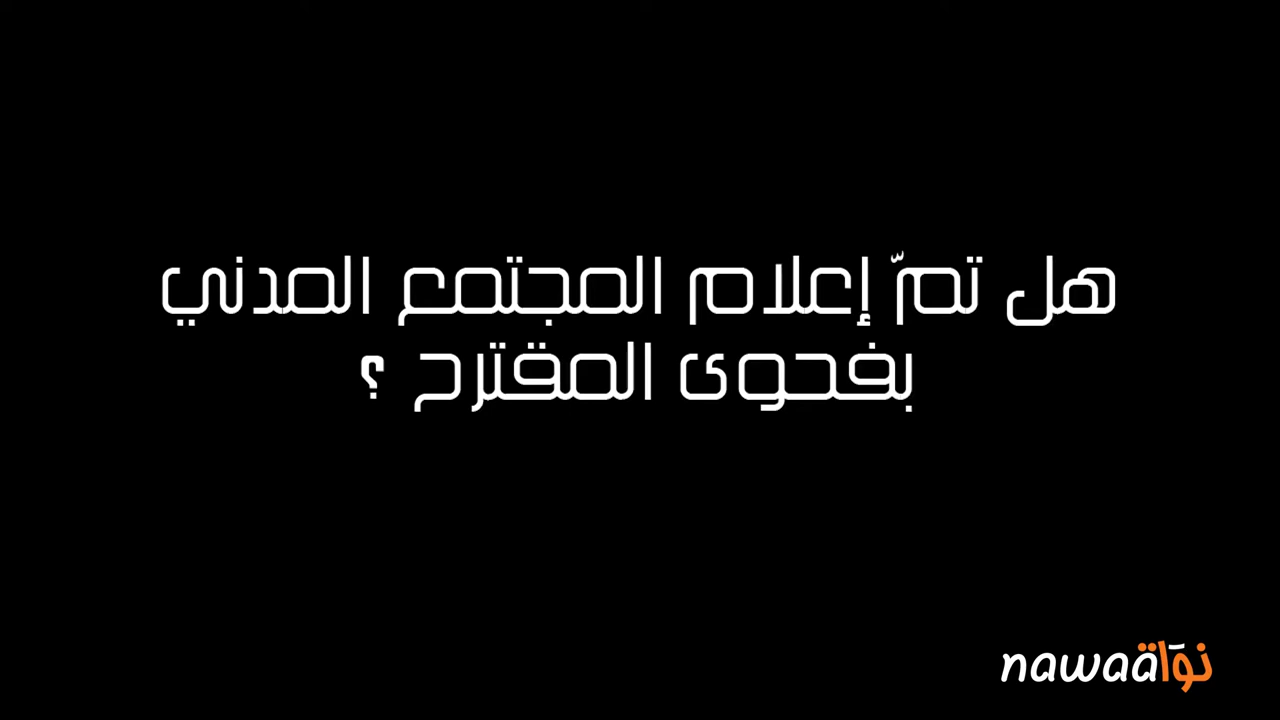 هل تمّ إعلام المجتمع المدني
بفحوى المقترح ؟
nawaaنواة